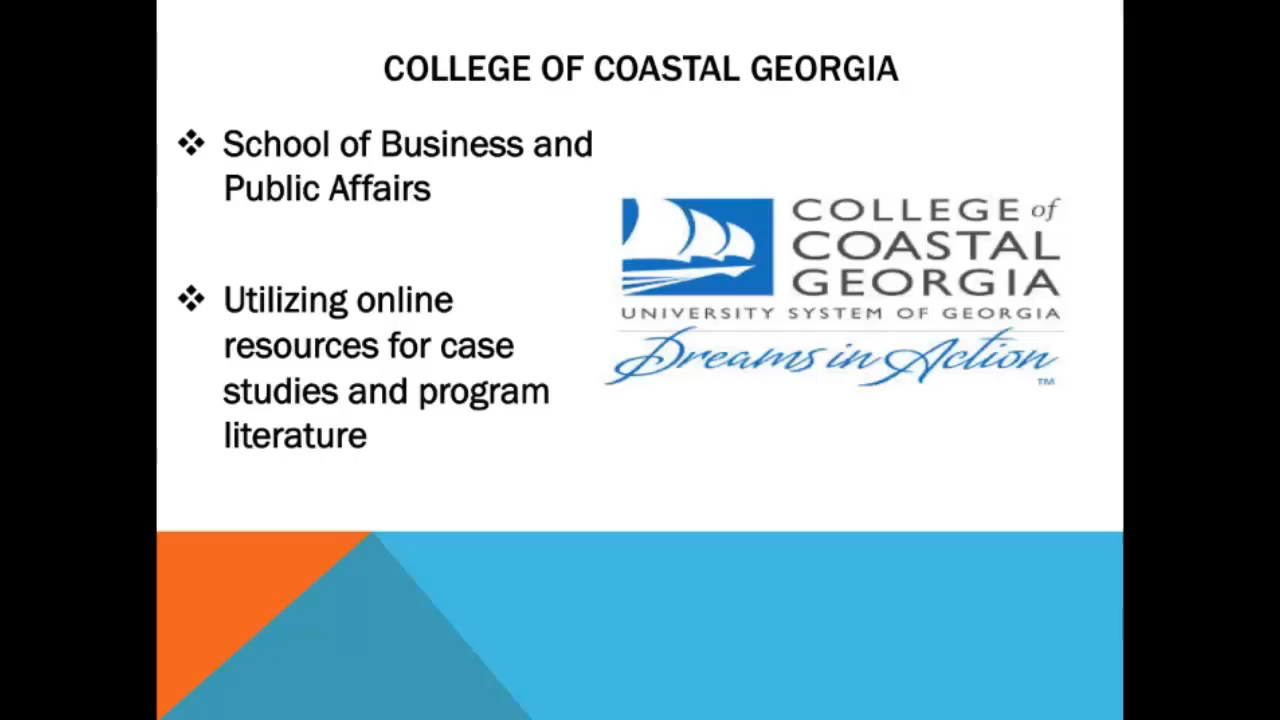 COLLEGE OF COASTAL GEORGIA
School of Business and
Public Affairs
Utilizing online
resources for case
studies and program
literature
COLLEGE of
COASTAL
GEORGIA
UNIVERSITY SYSTEM OF GEORGIA
Dreams in Action
TM